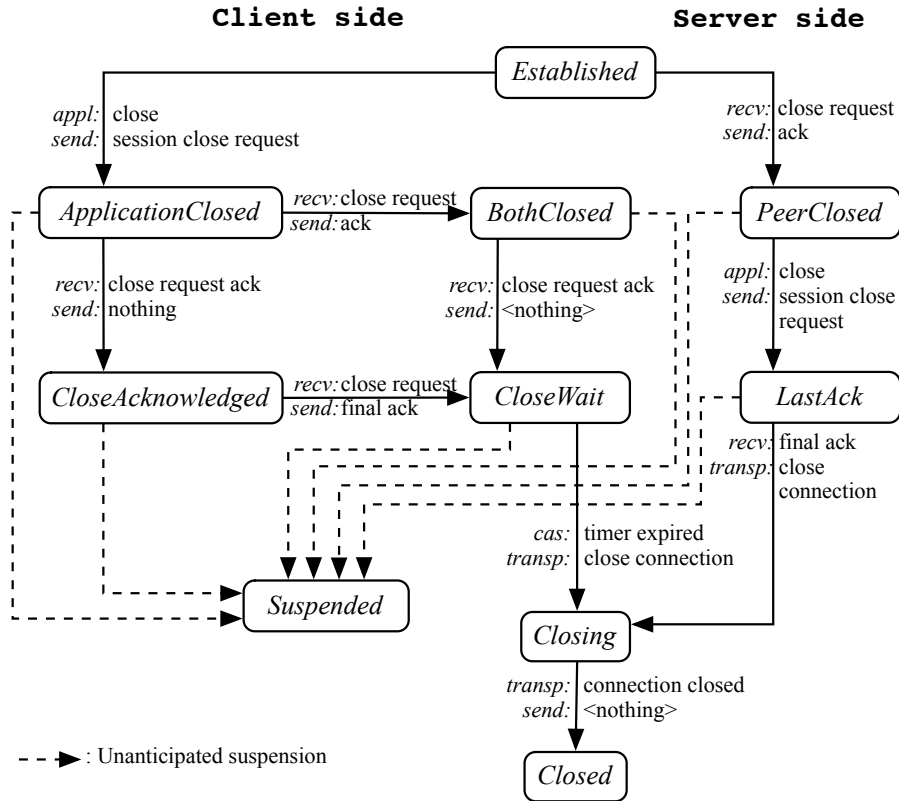 Client side
Server side
Established
appl: close
send: session close request
recv: close request
send: ack
ApplicationClosed
recv: close request
send: ack
BothClosed
PeerClosed
recv: close request ack
send: nothing
recv: close request ack
send: <nothing>
appl: close
send: session close
request
CloseAcknowledged
recv: close request
send: final ack
CloseWait
LastAck
recv: final ack
transp: close
connection
cas: timer expired
transp: close connection
Suspended
Closing
transp: connection closed
send: <nothing>
: Unanticipated suspension
Closed